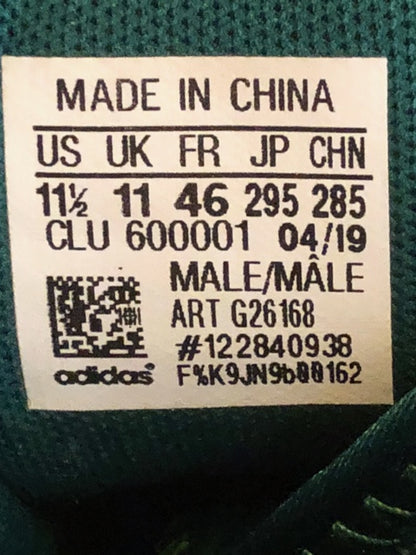 MADE IN CHINA
US UK FR JP CHN
11½ 11 46 295 285
CLU 600001 04/19
MALE/MÂLE
ART G26168
#122840938
adidas F%K9JN9b00162